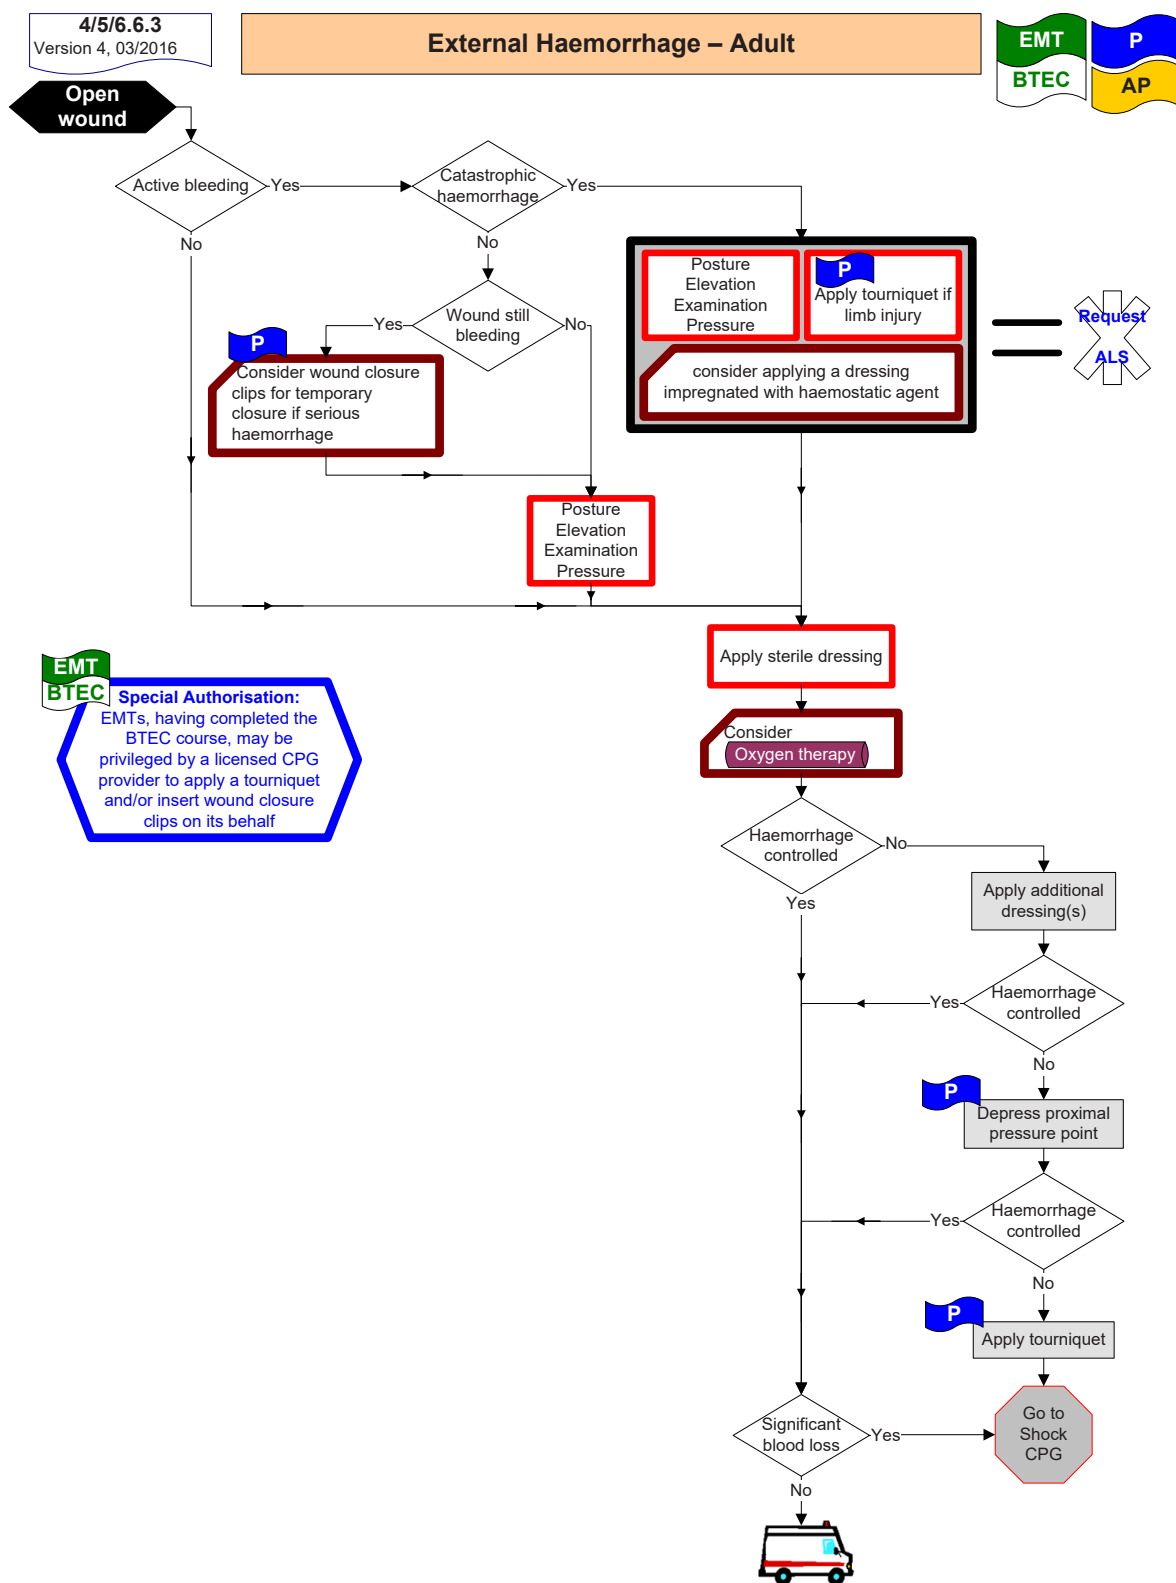 4/5/6.6.3
Version 4, 03/2016
External Haemorrhage – Adult
EMT
P
BTEC
AP
Open
wound
Active bleeding
Yes
No
Catastrophic
haemorrhage
Yes
No
Posture
Elevation
Examination
Pressure
P
Apply tourniquet if
limb injury
consider applying a dressing
impregnated with haemostatic agent
Request
ALS
Wound still
bleeding
Yes
No
P
Consider wound closure
clips for temporary
closure if serious
haemorrhage
Posture
Elevation
Examination
Pressure
Apply sterile dressing
Consider
Oxygen therapy
EMT
BTEC
Special Authorisation:
EMTs, having completed the
BTEC course, may be
privileged by a licensed CPG
provider to apply a tourniquet
and/or insert wound closure
clips on its behalf
Haemorrhage
controlled
No
Yes
Apply additional
dressing(s)
Haemorrhage
controlled
Yes
No
P
Depress proximal
pressure point
Haemorrhage
controlled
Yes
No
P
Apply tourniquet
Significant
blood loss
Yes
No
Go to
Shock
CPG